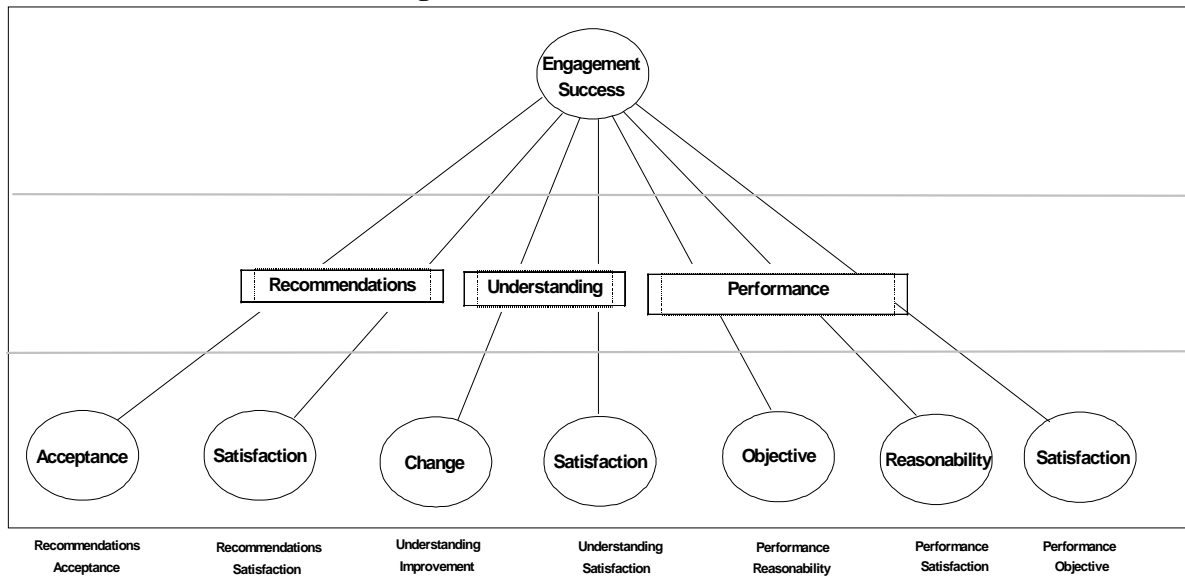 Engagement
Success
Recommendations
Understanding
Performance
Acceptance
Satisfaction
Change
Satisfaction
Objective
Reasonability
Satisfaction
Recommendations
Acceptance
Recommendations
Satisfaction
Understanding
Improvement
Understanding
Satisfaction
Performance
Reasonability
Performance
Satisfaction
Performance
Objective